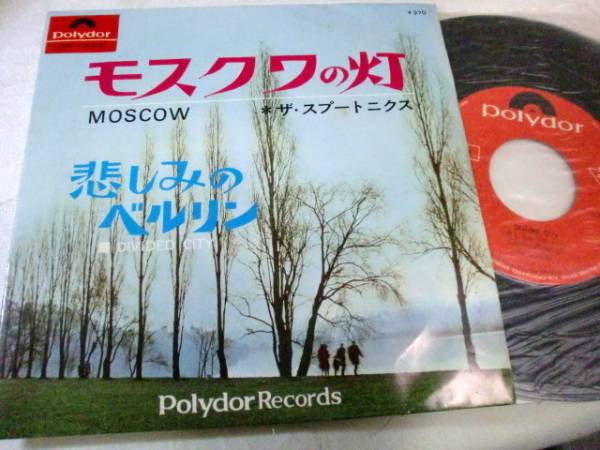 Polydor
¥370
モスクワの灯
MOSCOW
*ザ・スプートニクス
悲しみの
ベルリン
DIVIDED CITY
Polydor Records
Polydor